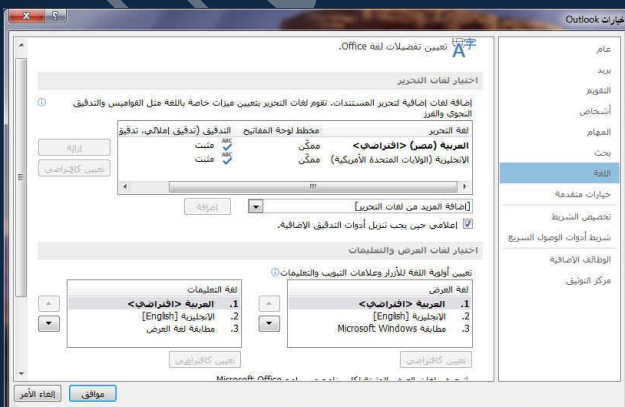 خيارات Outlook
عام
بريد
التقويم
أشخاص
المهام
بحث
اللغة
خيارات متقدمة
تخصيص الشريط
شريط أدوات الوصول السريع
الوظائف الإضافية
مركز التوثيق
تعيين تفضيلات لغة Office.
اختيار لغات التحرير
إضافة لغات إضافية لتحرير المستندات. تقوم لغات التحرير بتعيين ميزات خاصة باللغة مثل القواميس والتدقيق
النحوي والفرز
لغة التحرير مخطط لوحة المفاتيح التدقيق (تدقيق إملائي، تدقيق
العربية (مصر) <افتراضي> ممكّن مثبت
الإنجليزية (الولايات المتحدة الأمريكية) ممكّن مثبت
إزالة
تعيين كافتراضي
[إضافة المزيد من لغات التحرير] إضافة
إعلامي حين يجب تنزيل أدوات التدقيق الإضافية.
اختيار لغات العرض والتعليمات
تعيين أولوية اللغة للأزرار وعلامات التبويب والتعليمات
لغة العرض
1. العربية <افتراضي>
2. الإنجليزية [English]
3. مطابقة Microsoft Windows
تعيين كافتراضي
لغة التعليمات
1. العربية <افتراضي>
2. الإنجليزية [English]
3. مطابقة لغة العرض
تعيين كافتراضي
موافق إلغاء الأمر